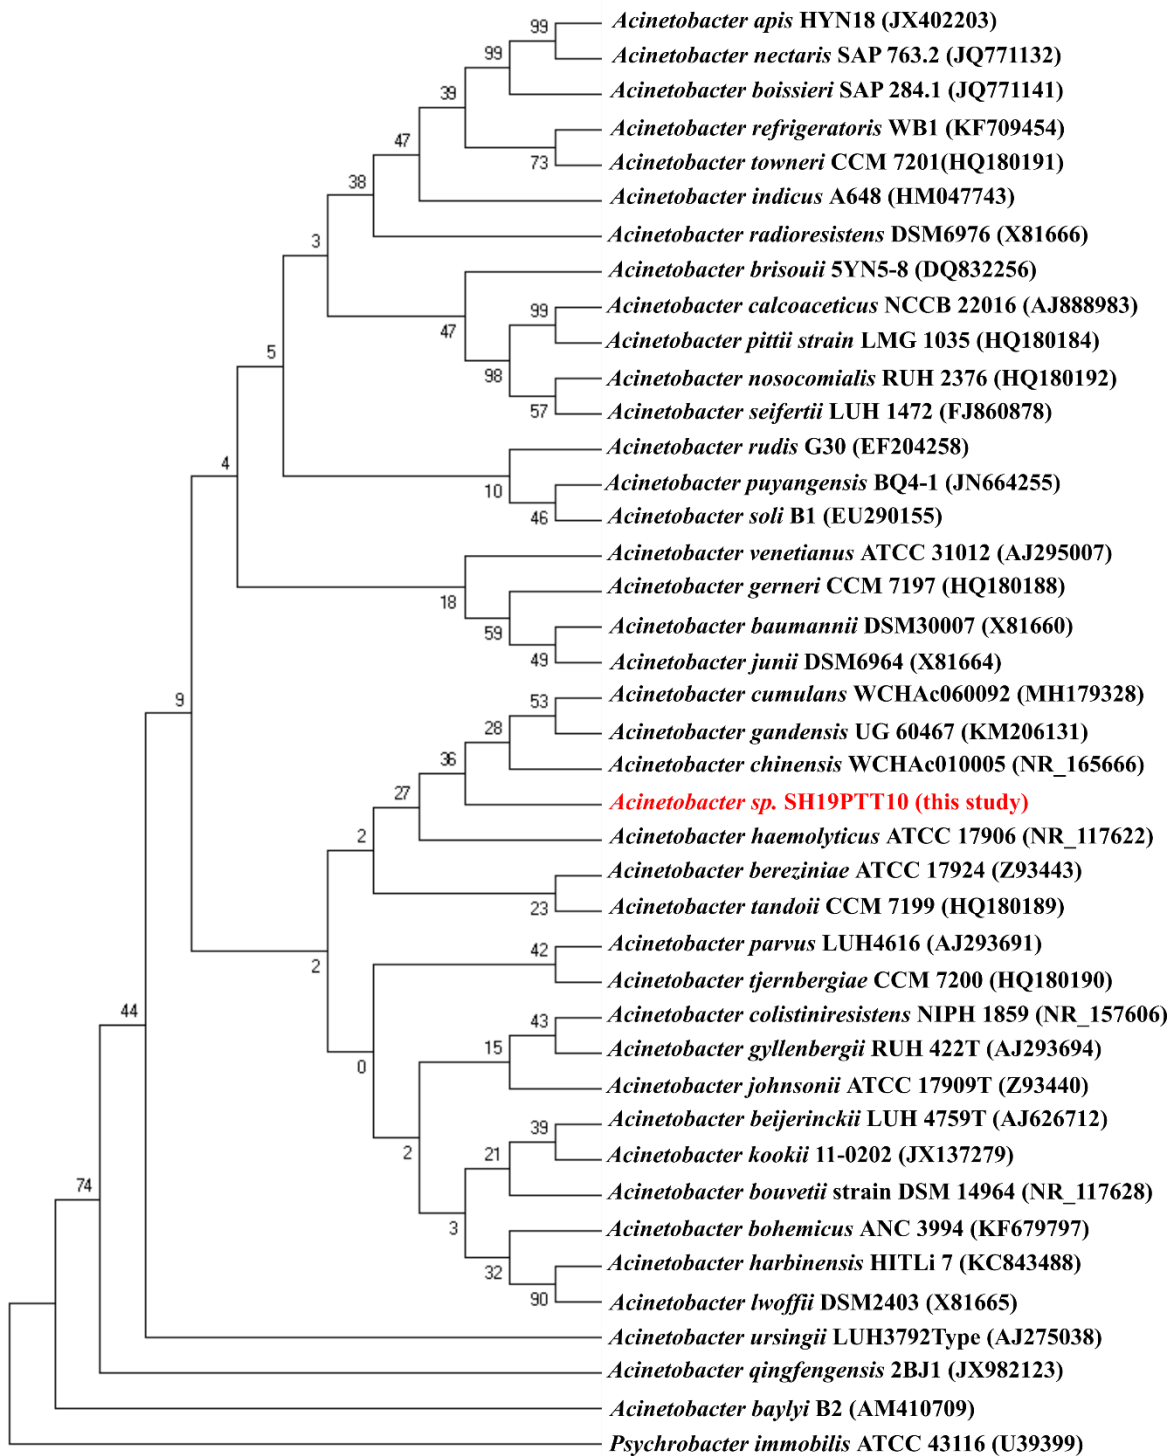 99
Acinetobacter apis HYN18 (JX402203)
99
Acinetobacter nectaris SAP 763.2 (JQ771132)
39
Acinetobacter boissieri SAP 284.1 (JQ771141)
47
Acinetobacter refrigeratoris WB1 (KF709454)
73
Acinetobacter towneri CCM 7201(HQ180191)
38
Acinetobacter indicus A648 (HM047743)
3
Acinetobacter radioresistens DSM6976 (X81666)
Acinetobacter brisouii 5YN5-8 (DQ832256)
99
Acinetobacter calcoaceticus NCCB 22016 (AJ888983)
47
Acinetobacter pittii strain LMG 1035 (HQ180184)
5
98
Acinetobacter nosocomialis RUH 2376 (HQ180192)
57
Acinetobacter seifertii LUH 1472 (FJ860878)
Acinetobacter rudis G30 (EF204258)
4
10
Acinetobacter puyangensis BQ4-1 (JN664255)
46
Acinetobacter soli B1 (EU290155)
Acinetobacter venetianus ATCC 31012 (AJ295007)
18
Acinetobacter gerneri CCM 7197 (HQ180188)
59
Acinetobacter baumannii DSM30007 (X81660)
49
Acinetobacter junii DSM6964 (X81664)
9
53
Acinetobacter cumulans WCHAc060092 (MH179328)
28
Acinetobacter gandensis UG 60467 (KM206131)
36
Acinetobacter chinensis WCHAc010005 (NR_165666)
27
Acinetobacter sp. SH19PTT10 (this study)
2
Acinetobacter haemolyticus ATCC 17906 (NR_117622)
Acinetobacter bereziniae ATCC 17924 (Z93443)
23
Acinetobacter tandoii CCM 7199 (HQ180189)
2
42
Acinetobacter parvus LUH4616 (AJ293691)
Acinetobacter tjernbergiae CCM 7200 (HQ180190)
44
43
Acinetobacter colistiniresistens NIPH 1859 (NR_157606)
15
Acinetobacter gyllenbergii RUH 422T (AJ293694)
0
Acinetobacter johnsonii ATCC 17909T (Z93440)
39
Acinetobacter beijerinckii LUH 4759T (AJ626712)
2
21
Acinetobacter kookii 11-0202 (JX137279)
74
Acinetobacter bouvetii strain DSM 14964 (NR_117628)
3
Acinetobacter bohemicus ANC 3994 (KF679797)
32
Acinetobacter harbinensis HITLi 7 (KC843488)
90
Acinetobacter lwoffii DSM2403 (X81665)
Acinetobacter ursingii LUH3792Type (AJ275038)
Acinetobacter qingfengensis 2BJ1 (JX982123)
Acinetobacter baylyi B2 (AM410709)
Psychrobacter immobilis ATCC 43116 (U39399)